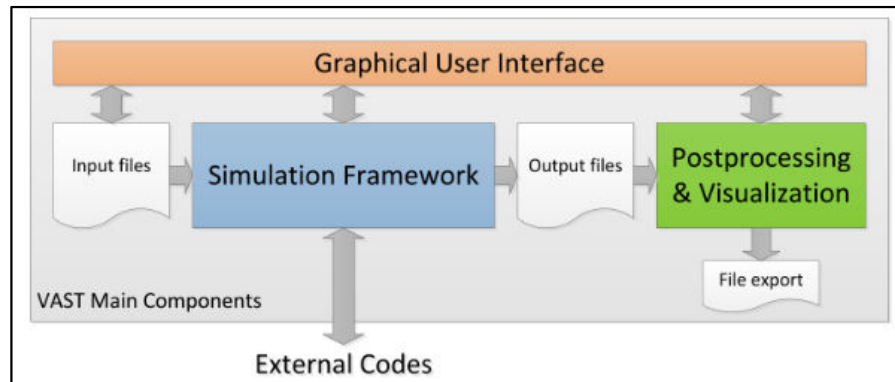 Graphical User Interface
Input files
Simulation Framework
Output files
Postprocessing
& Visualization
File export
VAST Main Components
External Codes